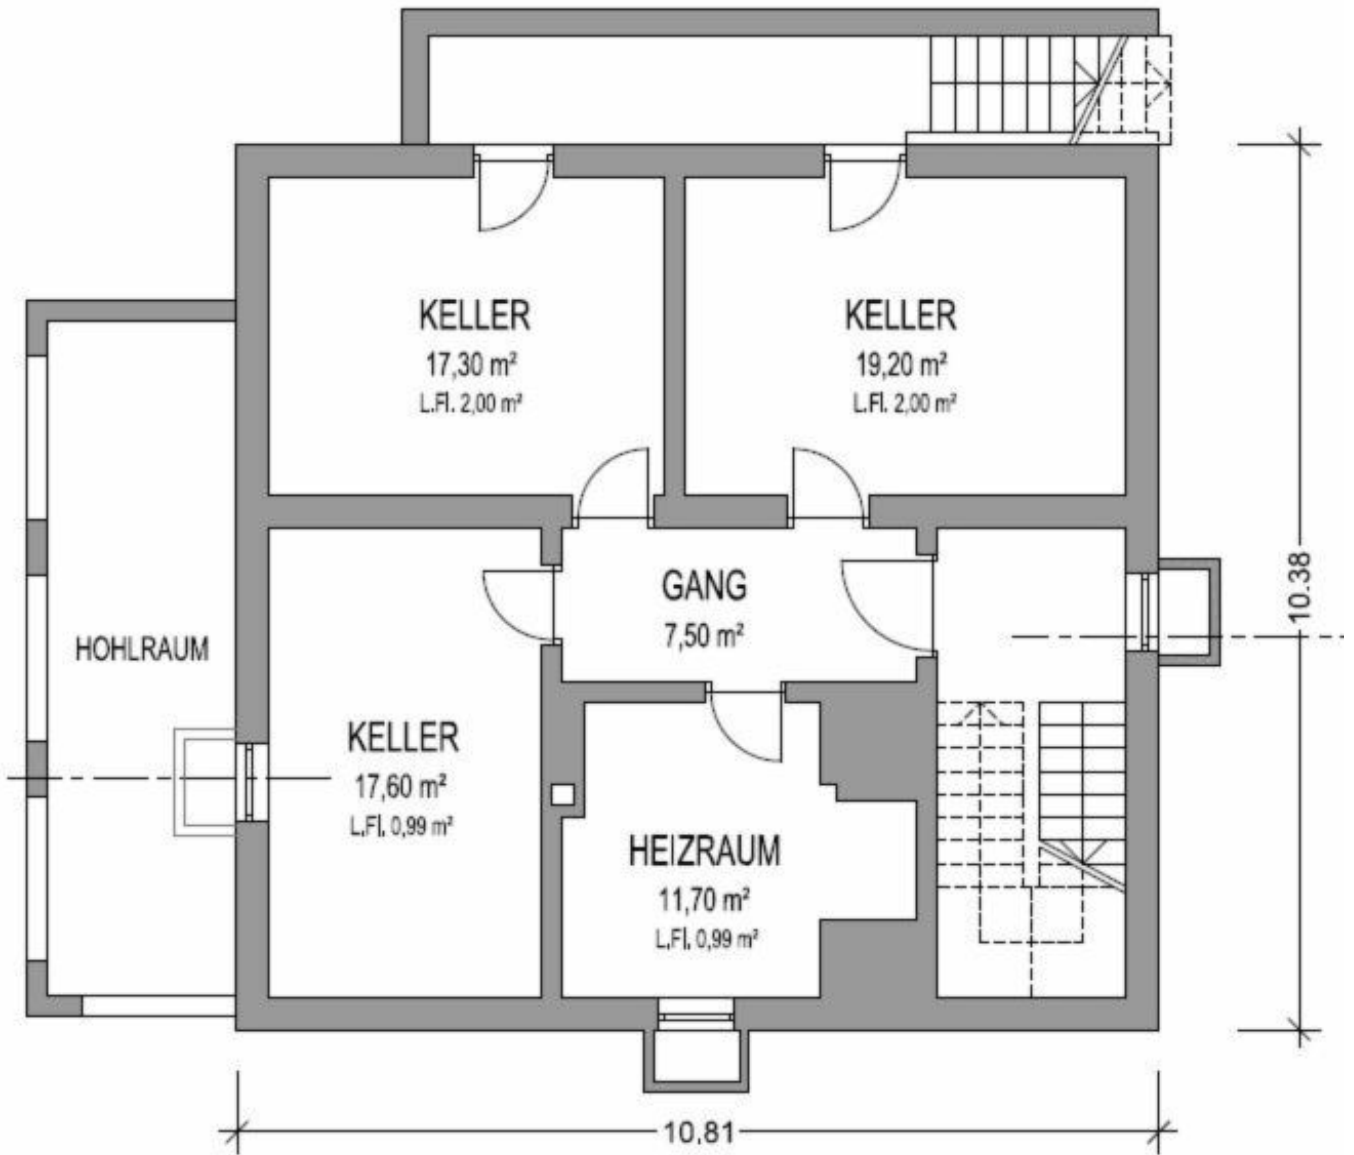 KELLER
17,30 m²
L.Fl. 2,00 m²
KELLER
19,20 m²
L.Fl. 2,00 m²
GANG
7,50 m²
10.38
HOHLRAUM
KELLER
17,60 m²
L.Fl. 0,99 m²
HEIZRAUM
11,70 m²
L.Fl. 0,99 m²
10,81